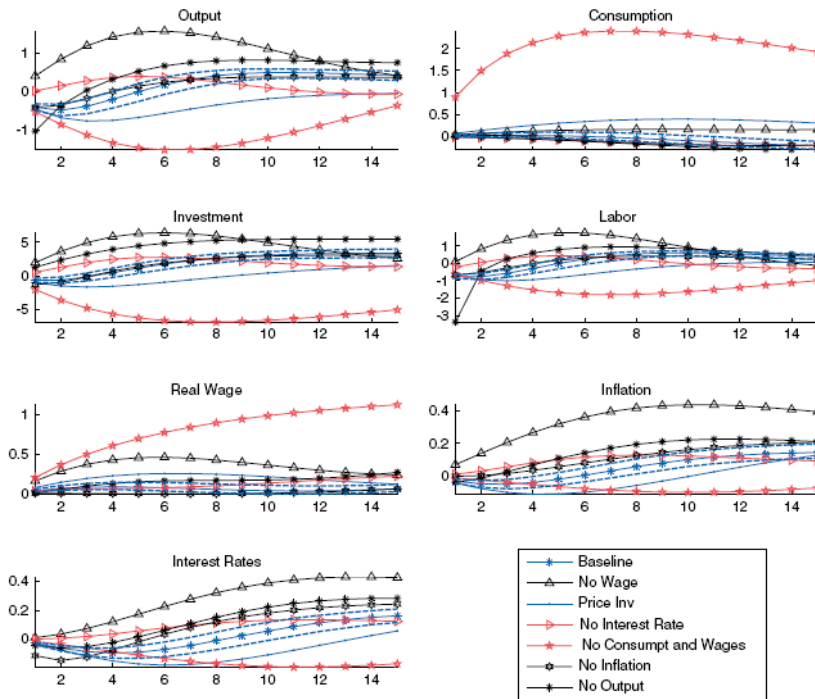 Output
1
0
-1
2 4 6 8 10 12 14
Consumption
2
1.5
1
0.5
0
2 4 6 8 10 12 14
Investment
5
0
-5
2 4 6 8 10 12 14
Labor
1
0
-1
-2
-3
2 4 6 8 10 12 14
Real Wage
1
0.5
0
2 4 6 8 10 12 14
Inflation
0.4
0.2
0
2 4 6 8 10 12 14
Interest Rates
0.4
0.2
0
2 4 6 8 10 12 14
Baseline
No Wage
Price Inv
No Interest Rate
No Consumpt and Wages
No Inflation
No Output